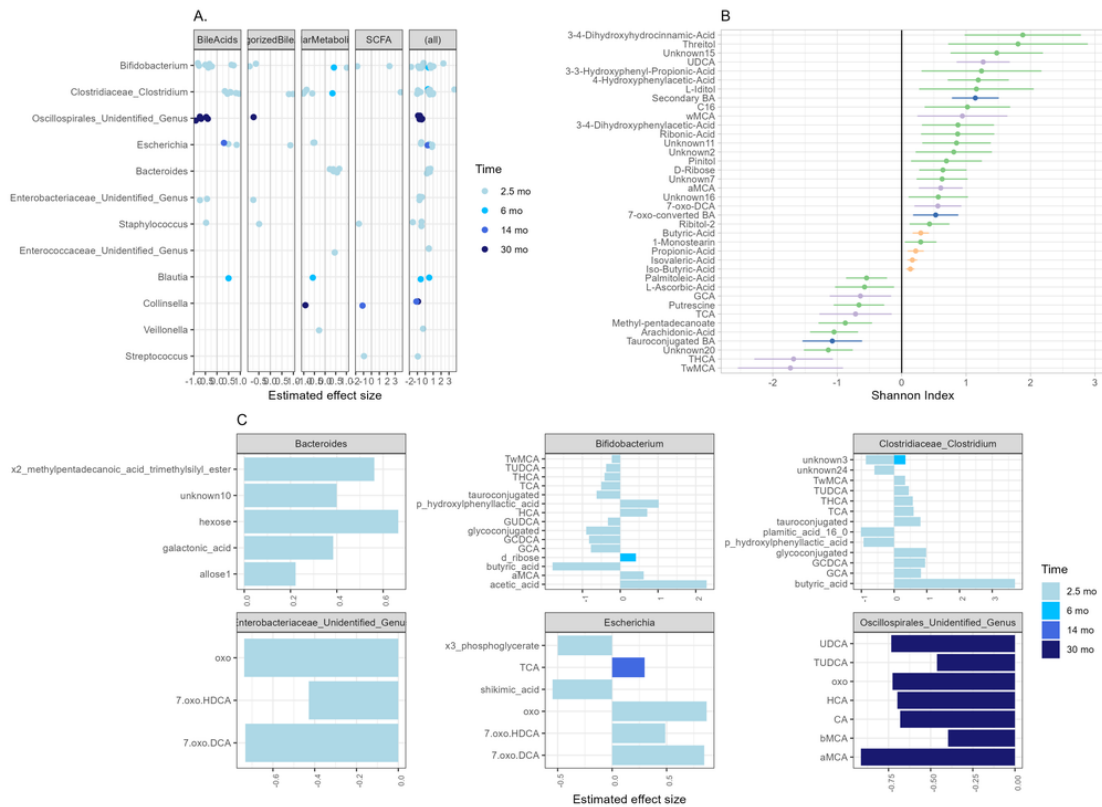 A.
BileAcids
gorizedBile
arMetaboli
SCFA
(all)
Bifidobacterium
Clostridiaceae_Clostridium
Oscillospirales_Unidentified_Genus
Escherichia
Bacteroides
Enterobacteriaceae_Unidentified_Genus
Staphylococcus
Enterococcaceae_Unidentified_Genus
Blautia
Collinsella
Veillonella
Streptococcus
Estimated effect size
Time
2.5 mo
6 mo
14 mo
30 mo
B
3-4-Dihydroxyhydrocinnamic-Acid
Threitol
Unknown15
UDCA
3-3-Hydroxyphenyl-Propionic-Acid
4-Hydroxyphenylacetic-Acid
L-Iditol
Secondary BA
C16
wMCA
3-4-Dihydroxyphenylacetic-Acid
Ribonic-Acid
Unknown11
Unknown2
Pinitol
D-Ribose
Unknown7
aMCA
Unknown16
7-oxo-DCA
7-oxo-converted BA
Ribitol-2
Butyric-Acid
1-Monostearin
Propionic-Acid
Isovaleric-Acid
Iso-Butyric-Acid
Palmitoleic-Acid
L-Ascorbic-Acid
GCA
Putrescine
TCA
Methyl-pentadecanoate
Arachidonic-Acid
Tauroconjugated BA
Unknown20
THCA
TwMCA
-2 -1 0 1 2 3
Shannon Index
C
Bacteroides
x2_methylpentadecanoic_acid_trimethylsilyl_ester
unknown10
hexose
galactonic_acid
allose1
0.0 0.2 0.4 0.6
Bifidobacterium
TwMCA
TUDCA
THCA
TCA
tauroconjugated
p_hydroxylphenyllactic_acid
HCA
GUDCA
glycoconjugated
GCDCA
GCA
d_ribose
butyric_acid
aMCA
acetic_acid
-1 0 1 2
Clostridiaceae_Clostridium
unknown3
unknown24
TwMCA
TUDCA
THCA
TCA
tauroconjugated
plamitic_acid_16_0
p_hydroxylphenyllactic_acid
glycoconjugated
GCDCA
GCA
butyric_acid
-1 0 1 2 3
Enterobacteriaceae_Unidentified_Genu
oxo
7.oxo.HDCA
7.oxo.DCA
-0.6 -0.4 -0.2 0.0
Escherichia
x3_phosphoglycerate
TCA
shikimic_acid
oxo
7.oxo.HDCA
7.oxo.DCA
-0.5 0.0 0.5
Estimated effect size
Oscillospirales_Unidentified_Genus
UDCA
TUDCA
oxo
HCA
CA
bMCA
aMCA
-0.75 -0.50 -0.25 0.00
Time
2.5 mo
6 mo
14 mo
30 mo